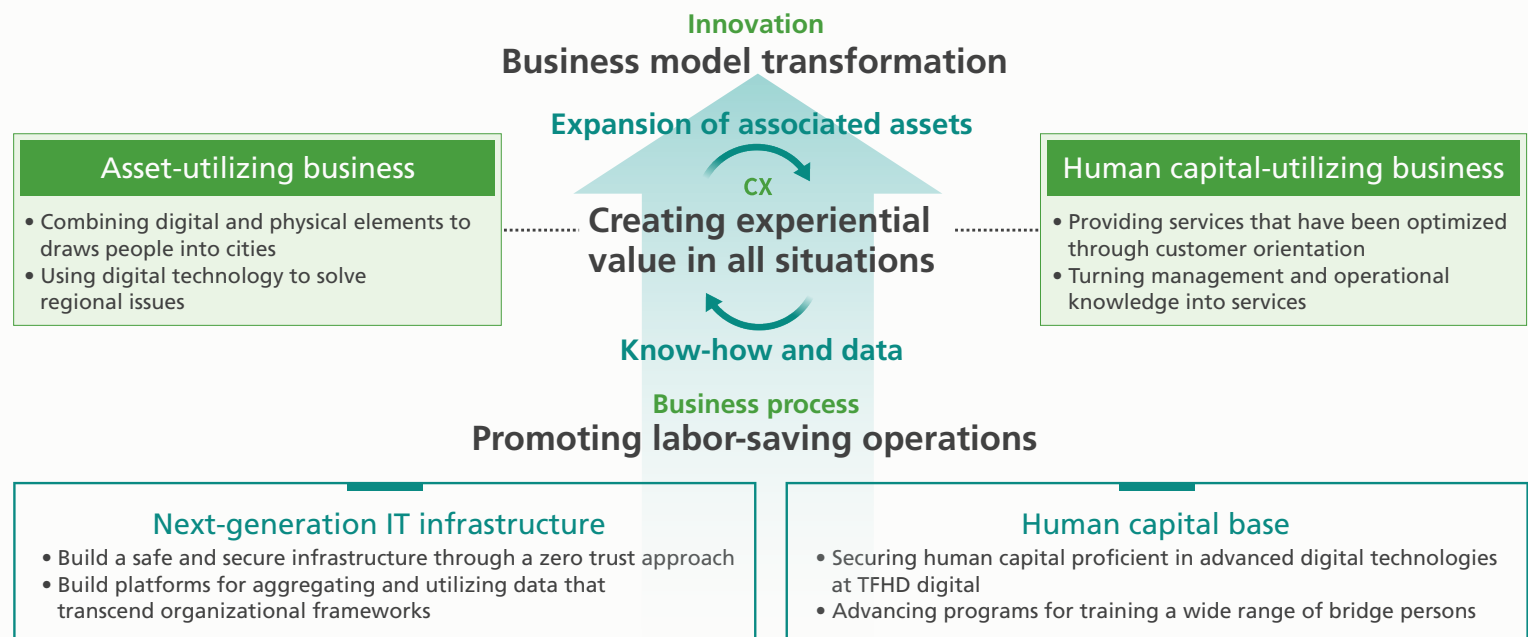 Innovation
Business model transformation
Expansion of associated assets
Asset-utilizing business
• Combining digital and physical elements to
draws people into cities
• Using digital technology to solve
regional issues
CX
Creating experiential
value in all situations
Human capital-utilizing business
• Providing services that have been optimized
through customer orientation
• Turning management and operational
knowledge into services
Know-how and data
Business process
Promoting labor-saving operations
Next-generation IT infrastructure
• Build a safe and secure infrastructure through a zero trust approach
• Build platforms for aggregating and utilizing data that
transcend organizational frameworks
Human capital base
• Securing human capital proficient in advanced digital technologies
at TFHD digital
• Advancing programs for training a wide range of bridge persons